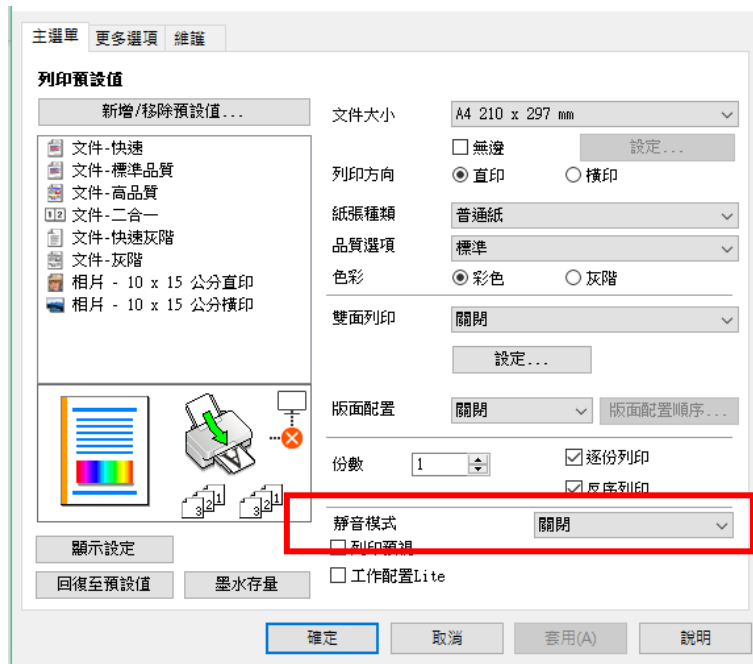 主選單 更多選項 維護
列印預設值
新增/移除預設值...
文件-快速
文件-標準品質
文件-高品質
1 2 文件-二合一
文件-快速灰階
文件-灰階
相片 - 10 x 15 公分直印
相片 - 10 x 15 公分橫印
3 2 1 3 2 1
顯示設定
回復至預設值 墨水存量
文件大小 A4 210 x 297 mm
無邊 設定...
列印方向 直印 橫印
紙張種類 普通紙
品質選項 標準
色彩 彩色 灰階
雙面列印 關閉
設定...
版面配置 關閉 版面配置順序...
份數 1 逐份列印
反序列印
靜音模式 關閉
列印預視
工作配置Lite
確定 取消 套用(A) 說明